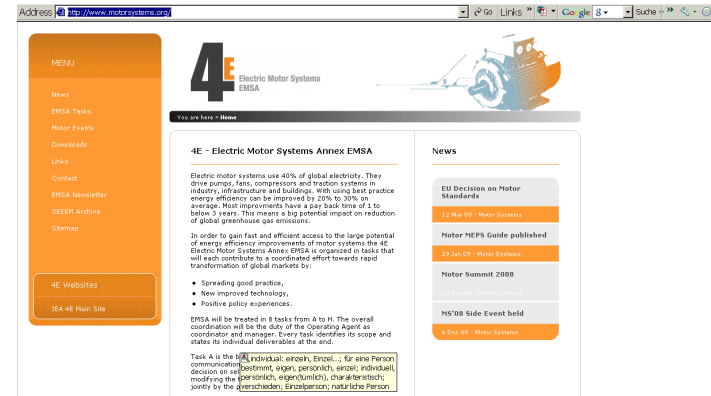 Address http://www.motorsystems.org/ Go Links » Google Suche »
MENU
News
EMSA Tasks
Motor Events
Downloads
Links
Contact
EMSA Newsletter
SEEEM Archive
Sitemap
4E Websites
IEA 4E Main Site
4E Electric Motor Systems
EMSA
You are here > Home
4E - Electric Motor Systems Annex EMSA
Electric motor systems use 40% of global electricity. They
drive pumps, fans, compressors and traction systems in
industry, infrastructure and buildings. With using best practice
energy efficiency can be improved by 20% to 30% on
average. Most improvments have a pay back time of 1 to
below 3 years. This means a big potential impact on reduction
of global greenhouse gas emissions.
In order to gain fast and efficient access to the large potential
of energy efficiency improvements of motor systems the 4E
Electric Motor Systems Annex EMSA is organized in tasks that
will each contribute to a coordinated effort towards rapid
transformation of global markets by:
• Spreading good practice,
• New improved technology,
• Positive policy experiences.
EMSA will be treated in 8 tasks from A to H. The overall
coordination will be the duty of the Operating Agent as
coordinator and manager. Every task identifies its scope and
states its individual deliverables at the end.
Task A is the b
communication
decision on sel
modifying the
jointly by the p
individual: einzeln, Einzel...; für eine Person
bestimmt, eigen, persönlich, einzel; individuell,
persönlich, eigen(tümlich), charakteristisch;
verschieden; Einzelperson; natürliche Person
News
EU Decision on Motor
Standards
12 Mar 09 - Motor Systems
Motor MEPS Guide published
29 Jan 09 - Motor Systems
Motor Summit 2008
MS'08 Side Event held
6 Dec 08 - Motor Systems